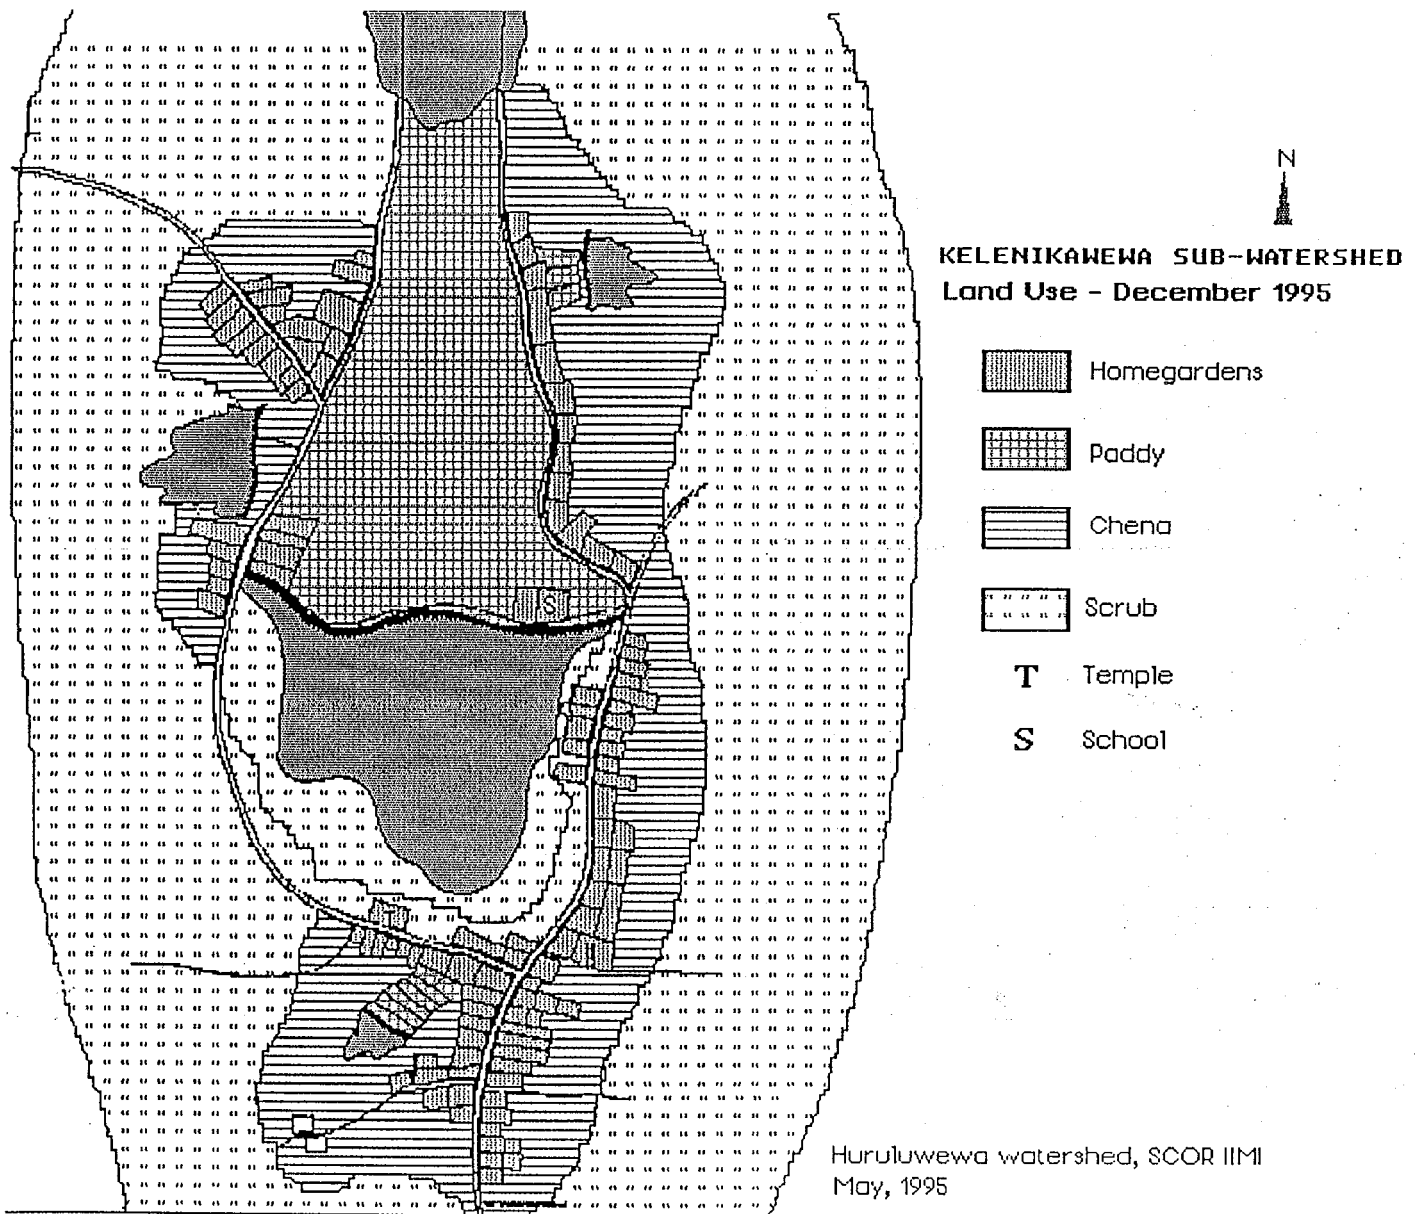 N
KELENIKAWEWA SUB-WATERSHED
Land Use - December 1995
Homegardens
Paddy
Chena
Scrub
T Temple
S School
S
T
Huruluwewa watershed, SCOR IIMI
May, 1995